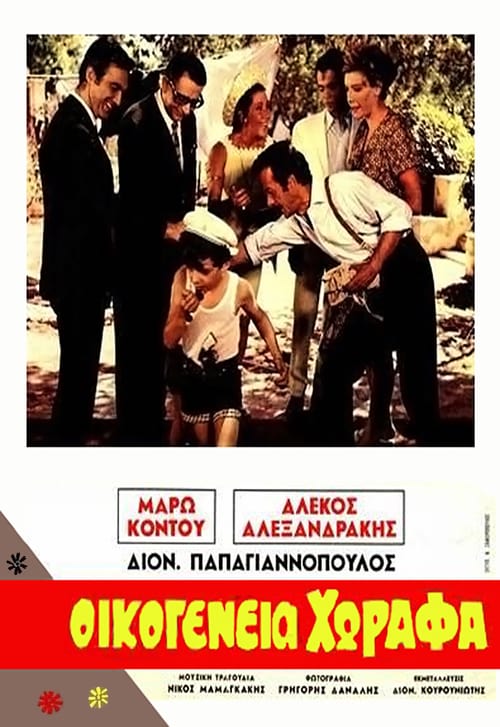 ΜΑΡΩ
ΚΟΝΤΟΥ
ΑΛΕΚΟΣ
ΑΛΕΞΑΝΔΡΑΚΗΣ
ΔΙΟΝ. ΠΑΠΑΓΙΑΝΝΟΠΟΥΛΟΣ
ΟΙΚΟΓΕΝΕΙΑ ΧΩΡΑΦΑ
ΜΟΥΣΙΚΗ ΤΡΑΓΟΥΔΙΑ
ΝΙΚΟΣ ΜΑΜΑΓΚΑΚΗΣ
ΦΩΤΟΓΡΑΦΙΑ
ΓΡΗΓΟΡΗΣ ΔΑΝΑΛΗΣ
ΕΚΜΕΤΑΛΛΕΥΣΙΣ
ΔΙΟΝ. ΚΟΥΡΟΥΝΙΩΤΗΣ